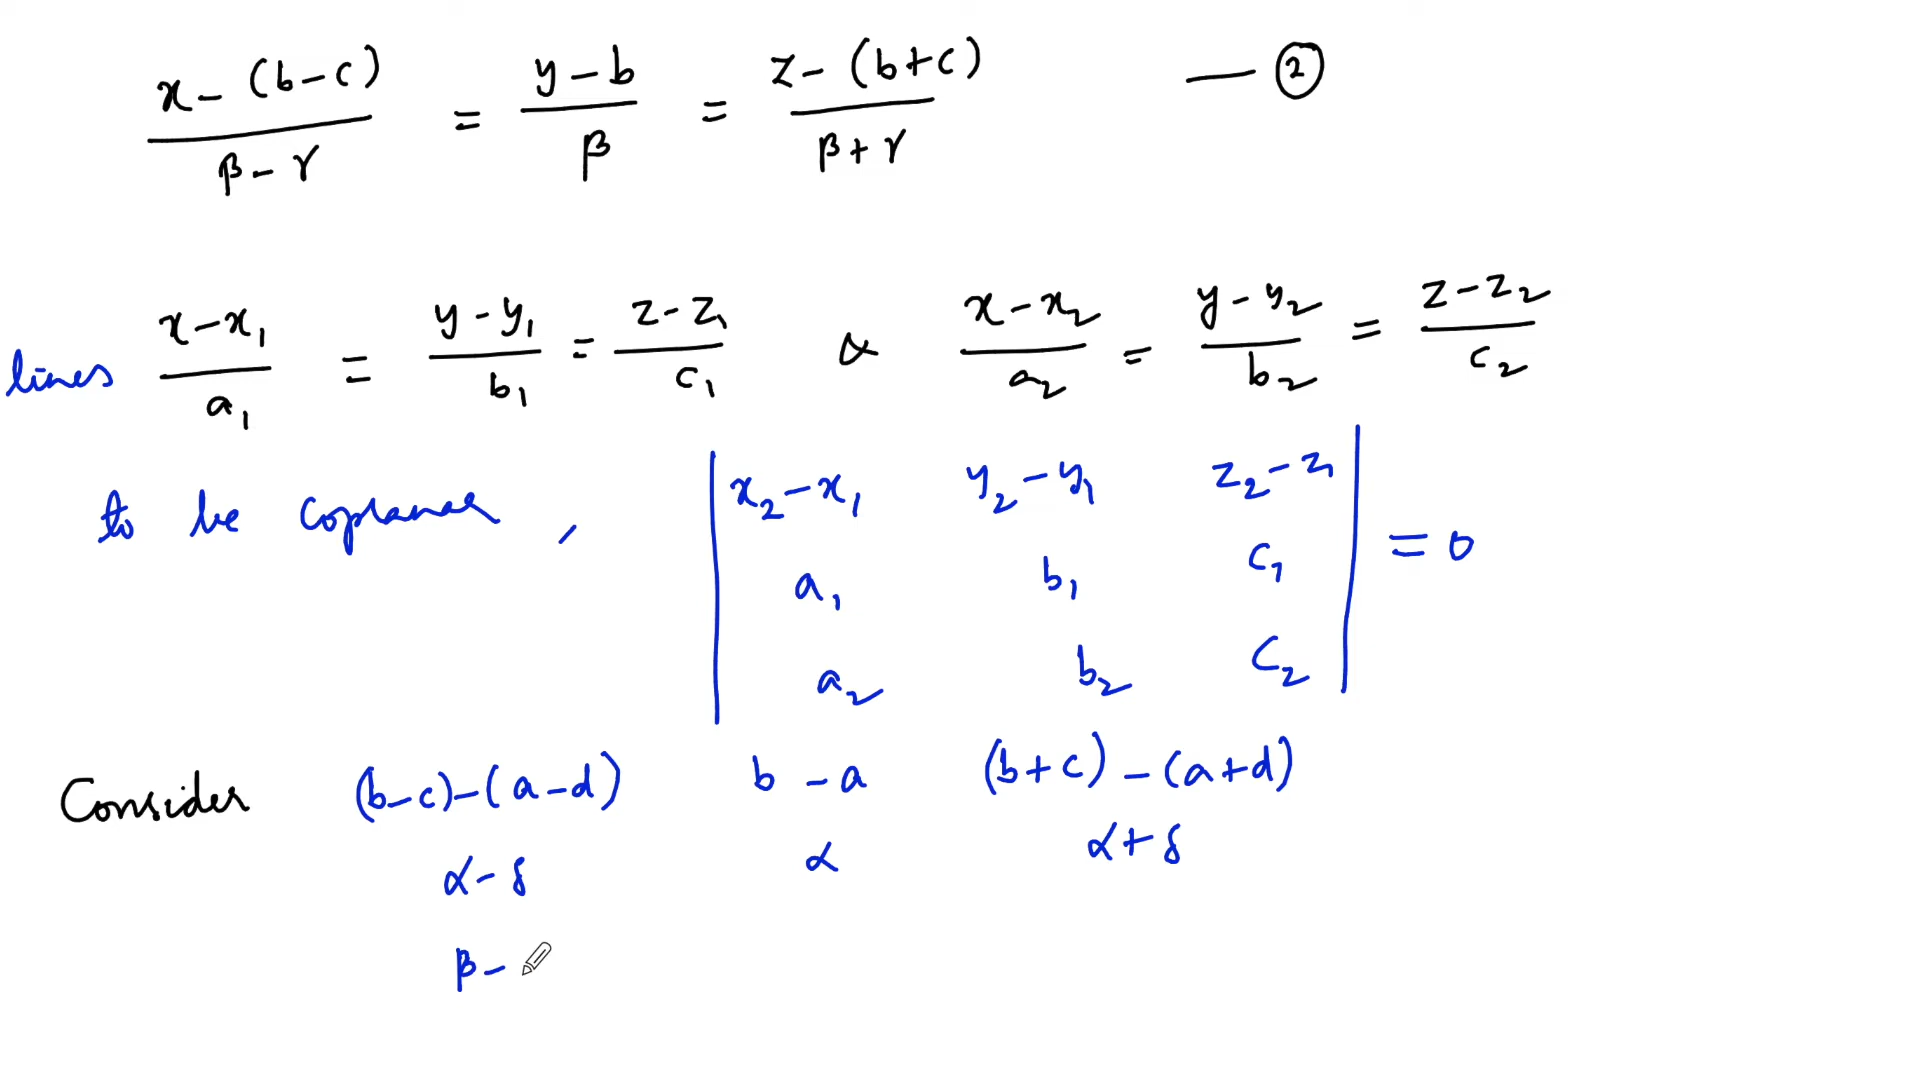 x-(b-c)/β-γ = y-b/β = z-(b+c)/β+γ — ②
lines x-x₁/a₁ = y-y₁/b₁ = z-z₁/c₁ & x-x₂/a₂ = y-y₂/b₂ = z-z₂/c₂
to be coplanar, | x₂-x₁ y₂-y₁ z₂-z₁ |
a₁ b₁ c₁ = 0
a₂ b₂ c₂
Consider (b-c)-(a-d) b-a (b+c)-(a+d)
α-δ α α+δ
β-